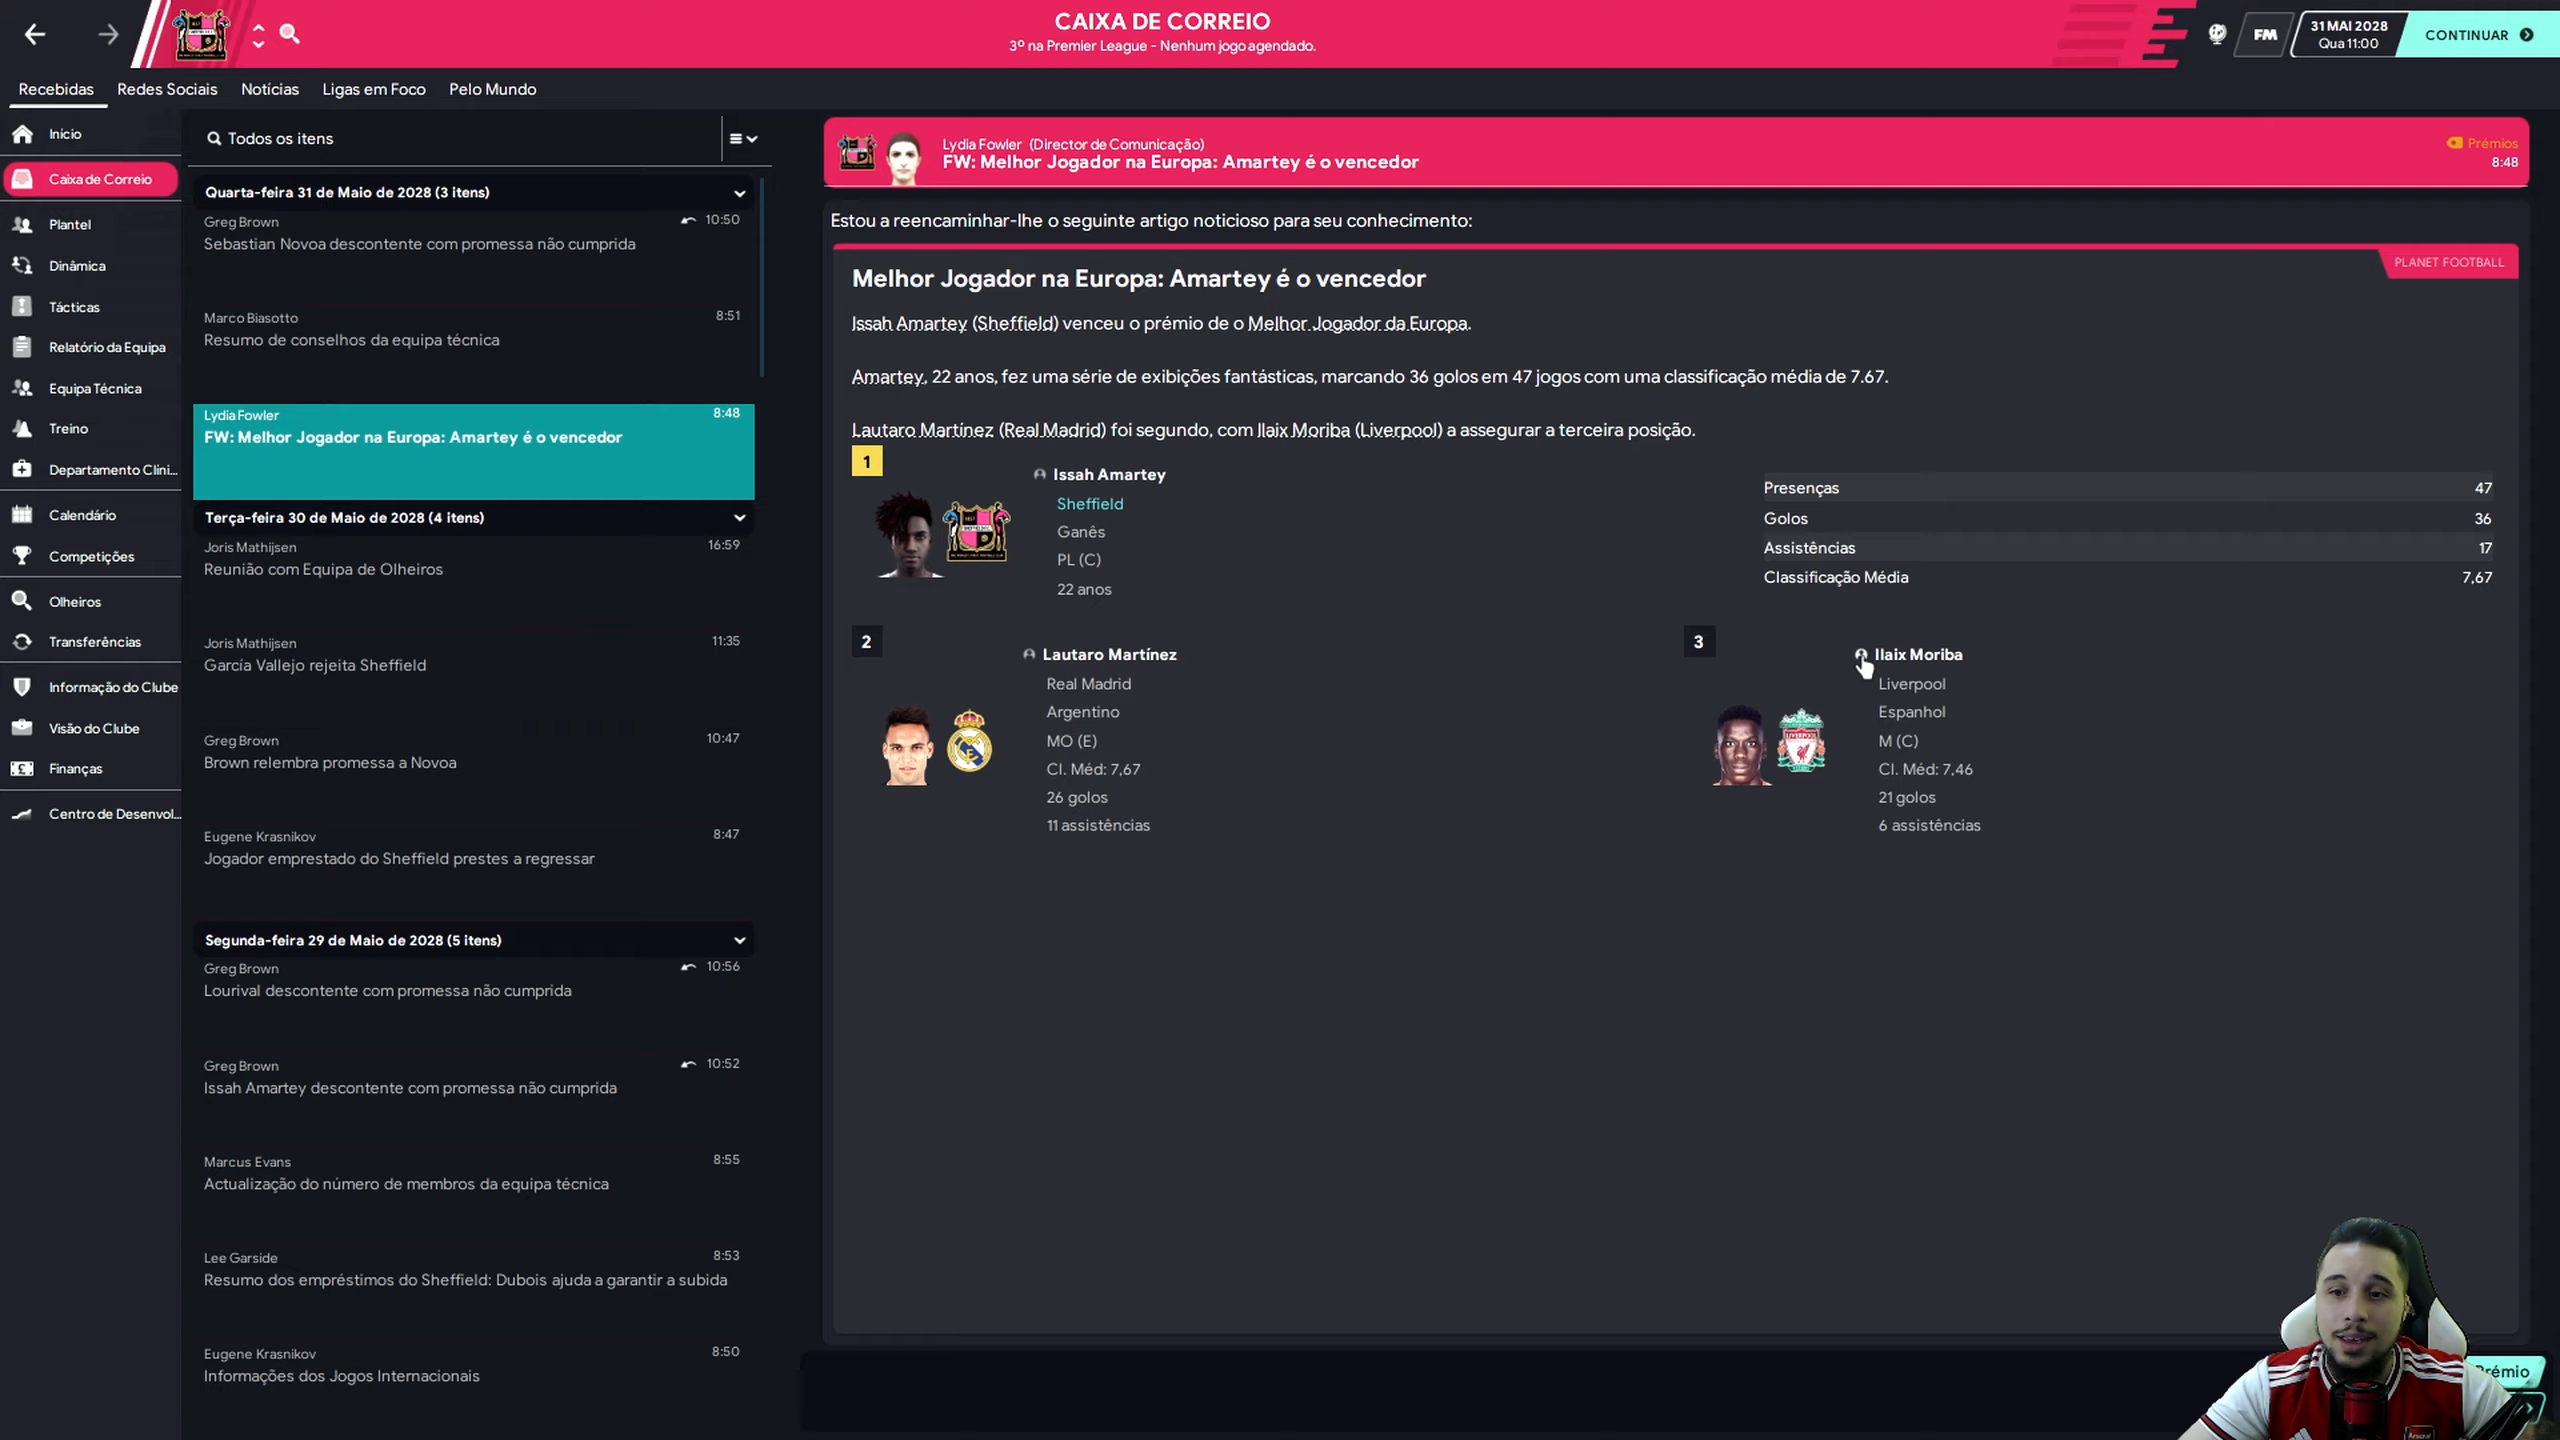 CAIXA DE CORREIO
3º na Premier League - Nenhum jogo agendado.
FM
31 MAI 2028
Qua 11:00
CONTINUAR
Recebidas
Redes Sociais
Notícias
Ligas em Foco
Pelo Mundo
Início
Caixa de Correio
Plantel
Dinâmica
Tácticas
Relatório da Equipa
Equipa Técnica
Treino
Departamento Clíni...
Calendário
Competições
Olheiros
Transferências
Informação do Clube
Visão do Clube
Finanças
Centro de Desenvol...
Todos os itens
Quarta-feira 31 de Maio de 2028 (3 itens)
Greg Brown 10:50
Sebastian Novoa descontente com promessa não cumprida
Marco Biasotto 8:51
Resumo de conselhos da equipa técnica
Lydia Fowler 8:48
FW: Melhor Jogador na Europa: Amartey é o vencedor
Terça-feira 30 de Maio de 2028 (4 itens)
Joris Mathijsen 16:59
Reunião com Equipa de Olheiros
Joris Mathijsen 11:35
García Vallejo rejeita Sheffield
Greg Brown 10:47
Brown relembra promessa a Novoa
Eugene Krasnikov 8:47
Jogador emprestado do Sheffield prestes a regressar
Segunda-feira 29 de Maio de 2028 (5 itens)
Greg Brown 10:56
Lourival descontente com promessa não cumprida
Greg Brown 10:52
Issah Amartey descontente com promessa não cumprida
Marcus Evans 8:55
Actualização do número de membros da equipa técnica
Lee Garside 8:53
Resumo dos empréstimos do Sheffield: Dubois ajuda a garantir a subida
Eugene Krasnikov 8:50
Informações dos Jogos Internacionais
Lydia Fowler (Director de Comunicação)
FW: Melhor Jogador na Europa: Amartey é o vencedor
Prémios
8:48
Estou a reencaminhar-lhe o seguinte artigo noticioso para seu conhecimento:
PLANET FOOTBALL
Melhor Jogador na Europa: Amartey é o vencedor
Issah Amartey (Sheffield) venceu o prémio de o Melhor Jogador da Europa.
Amartey, 22 anos, fez uma série de exibições fantásticas, marcando 36 golos em 47 jogos com uma classificação média de 7.67.
Lautaro Martínez (Real Madrid) foi segundo, com Ilaix Moriba (Liverpool) a assegurar a terceira posição.
1
Issah Amartey
Sheffield
Ganês
PL (C)
22 anos
Presenças 47
Golos 36
Assistências 17
Classificação Média 7,67
2
Lautaro Martínez
Real Madrid
Argentino
MO (E)
Cl. Méd: 7,67
26 golos
11 assistências
3
Ilaix Moriba
Liverpool
Espanhol
M (C)
Cl. Méd: 7,46
21 golos
6 assistências